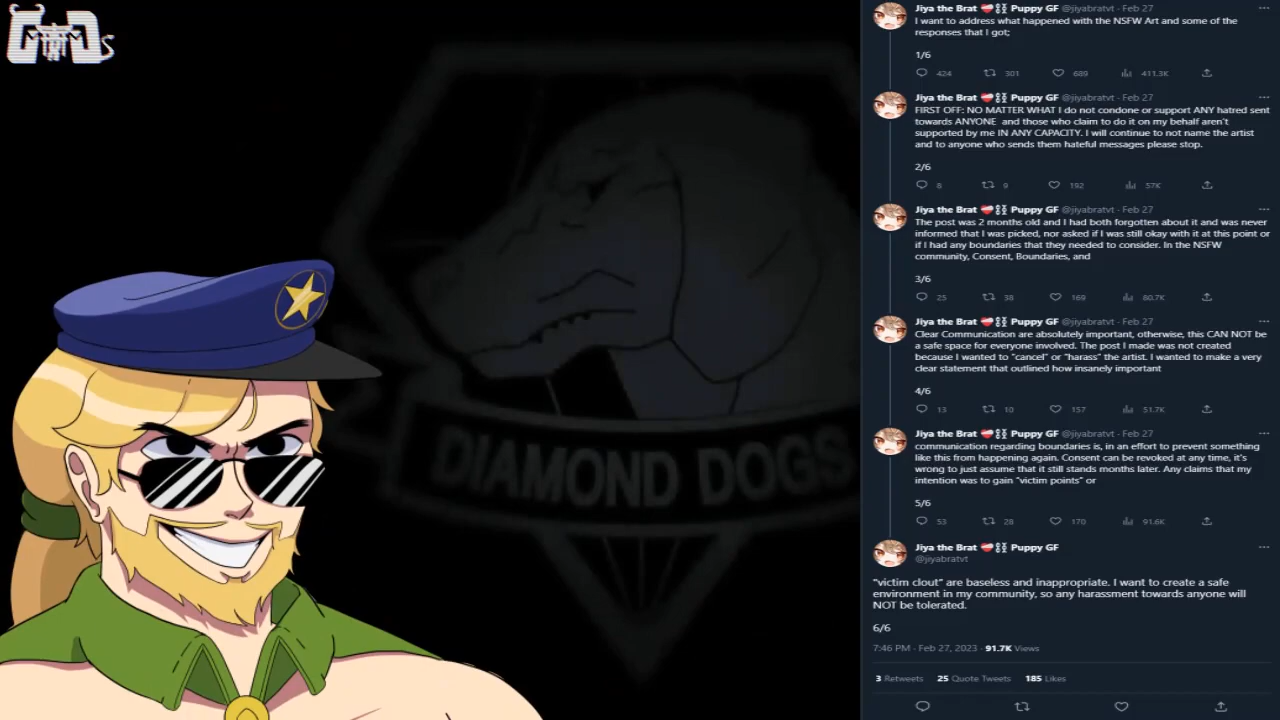 Jiya the Brat ❤️‍🩹⛓️ Puppy GF @jiyabratvt · Feb 27
I want to address what happened with the NSFW Art and some of the
responses that I got;
1/6
424 301 689 411.3K
Jiya the Brat ❤️‍🩹⛓️ Puppy GF @jiyabratvt · Feb 27
FIRST OFF: NO MATTER WHAT I do not condone or support ANY hatred sent
towards ANYONE and those who claim to do it on my behalf aren't
supported by me IN ANY CAPACITY. I will continue to not name the artist
and to anyone who sends them hateful messages please stop.
2/6
8 9 192 57K
Jiya the Brat ❤️‍🩹⛓️ Puppy GF @jiyabratvt · Feb 27
The post was 2 months old and I had both forgotten about it and was never
informed that I was picked, nor asked if I was still okay with it at this point or
if I had any boundaries that they needed to consider. In the NSFW
community, Consent, Boundaries, and
3/6
25 38 169 80.7K
Jiya the Brat ❤️‍🩹⛓️ Puppy GF @jiyabratvt · Feb 27
Clear Communication are absolutely important, otherwise, this CAN NOT be
a safe space for everyone involved. The post I made was not created
because I wanted to "cancel" or "harass" the artist. I wanted to make a very
clear statement that outlined how insanely important
4/6
13 10 157 51.7K
Jiya the Brat ❤️‍🩹⛓️ Puppy GF @jiyabratvt · Feb 27
communication regarding boundaries is, in an effort to prevent something
like this from happening again. Consent can be revoked at any time, it's
wrong to just assume that it still stands months later. Any claims that my
intention was to gain "victim points" or
5/6
53 28 170 91.6K
Jiya the Brat ❤️‍🩹⛓️ Puppy GF
@jiyabratvt
"victim clout" are baseless and inappropriate. I want to create a safe
environment in my community, so any harassment towards anyone will
NOT be tolerated.
6/6
7:46 PM · Feb 27, 2023 · 91.7K Views
3 Retweets 25 Quote Tweets 185 Likes
DIAMOND DOGS